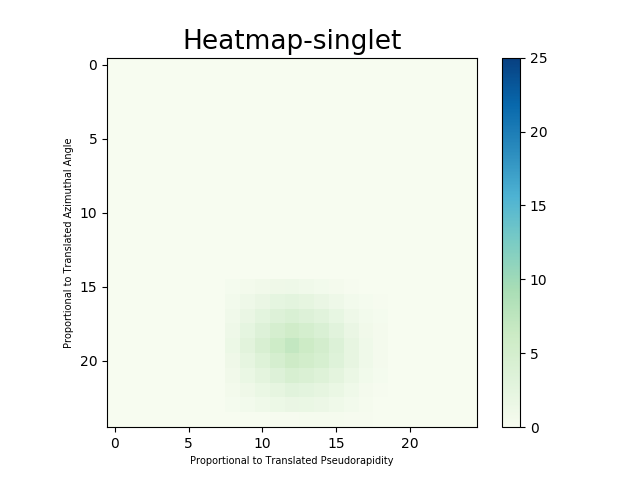 Heatmap-singlet
0
5
10
15
20
Proportional to Translated Azimuthal Angle
0 5 10 15 20
Proportional to Translated Pseudorapidity
25
20
15
10
5
0